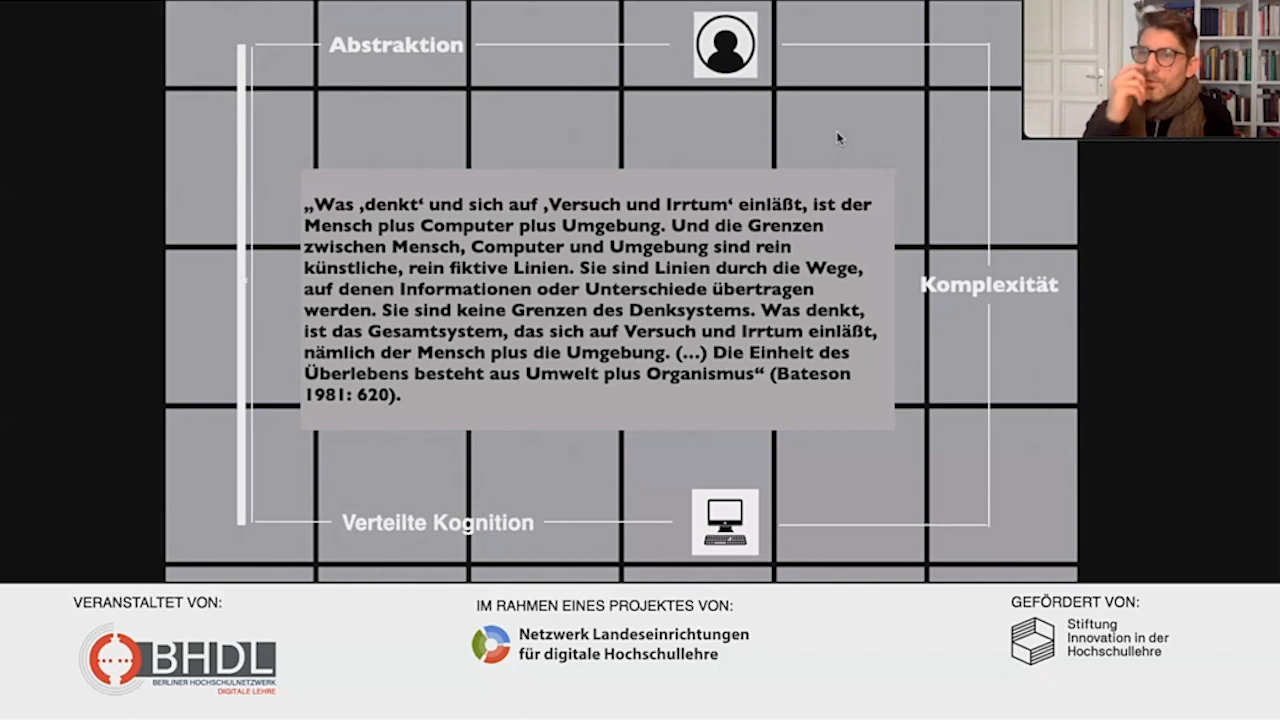 Abstraktion
„Was ‚denkt‘ und sich auf ‚Versuch und Irrtum‘ einläßt, ist der
Mensch plus Computer plus Umgebung. Und die Grenzen
zwischen Mensch, Computer und Umgebung sind rein
künstliche, rein fiktive Linien. Sie sind Linien durch die Wege,
auf denen Informationen oder Unterschiede übertragen
werden. Sie sind keine Grenzen des Denksystems. Was denkt,
ist das Gesamtsystem, das sich auf Versuch und Irrtum einläßt,
nämlich der Mensch plus die Umgebung. (...) Die Einheit des
Überlebens besteht aus Umwelt plus Organismus“ (Bateson
1981: 620).
Komplexität
Verteilte Kognition
VERANSTALTET VON:
BHDL
BERLINER HOCHSCHULNETZWERK
DIGITALE LEHRE
IM RAHMEN EINES PROJEKTES VON:
Netzwerk Landeseinrichtungen
für digitale Hochschullehre
GEFÖRDERT VON:
Stiftung
Innovation in der
Hochschullehre